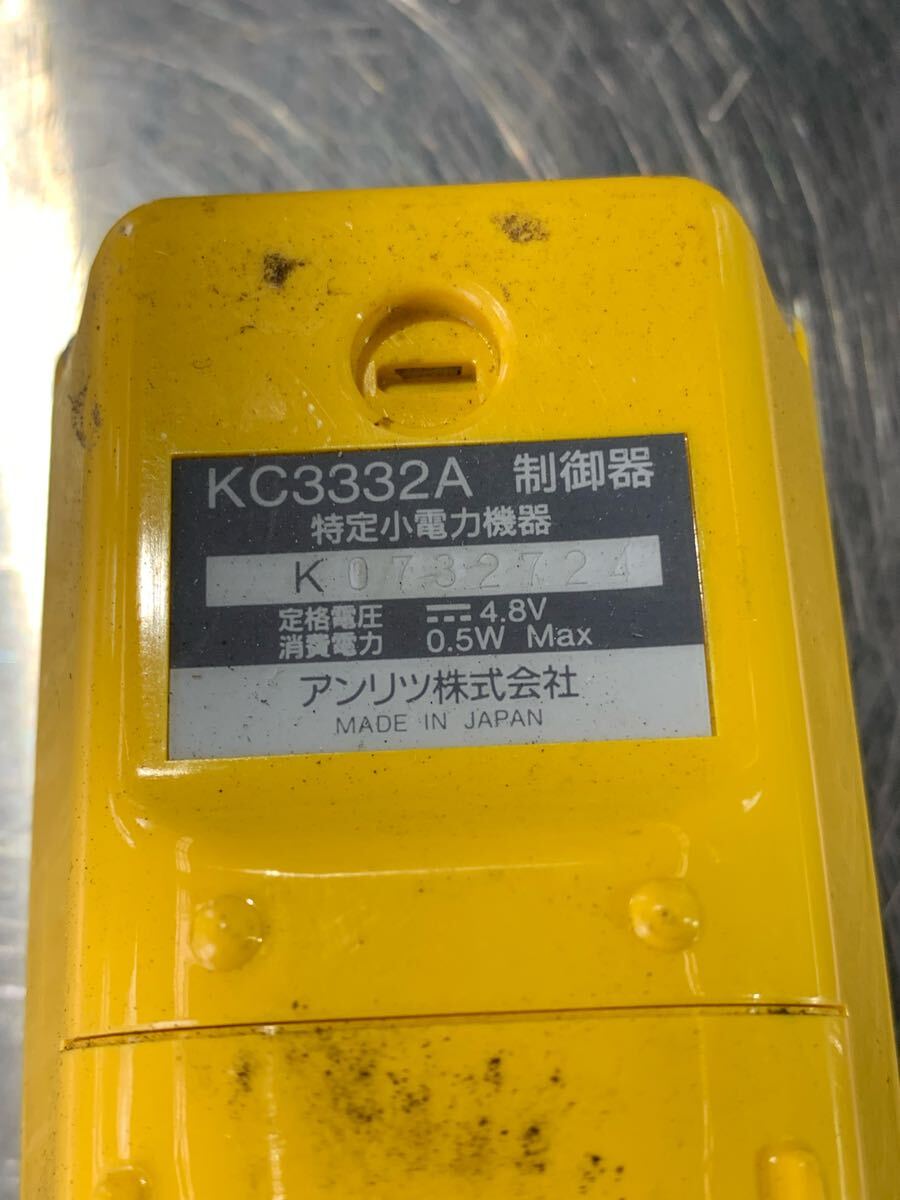 KC3332A 制御器
特定小電力機器
K 0732724
定格電圧 ⎓ 4.8V
消費電力 0.5W Max
アンリツ株式会社
MADE IN JAPAN